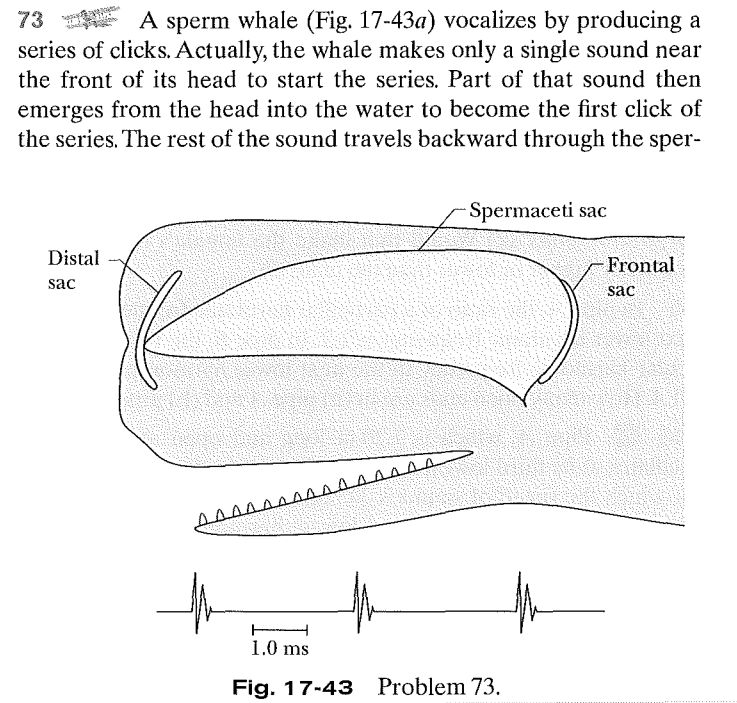 73 A sperm whale (Fig. 17-43a) vocalizes by producing a
series of clicks. Actually, the whale makes only a single sound near
the front of its head to start the series. Part of that sound then
emerges from the head into the water to become the first click of
the series. The rest of the sound travels backward through the sper-
Spermaceti sac
Distal
sac
Frontal
sac
1.0 ms
Fig. 17-43 Problem 73.